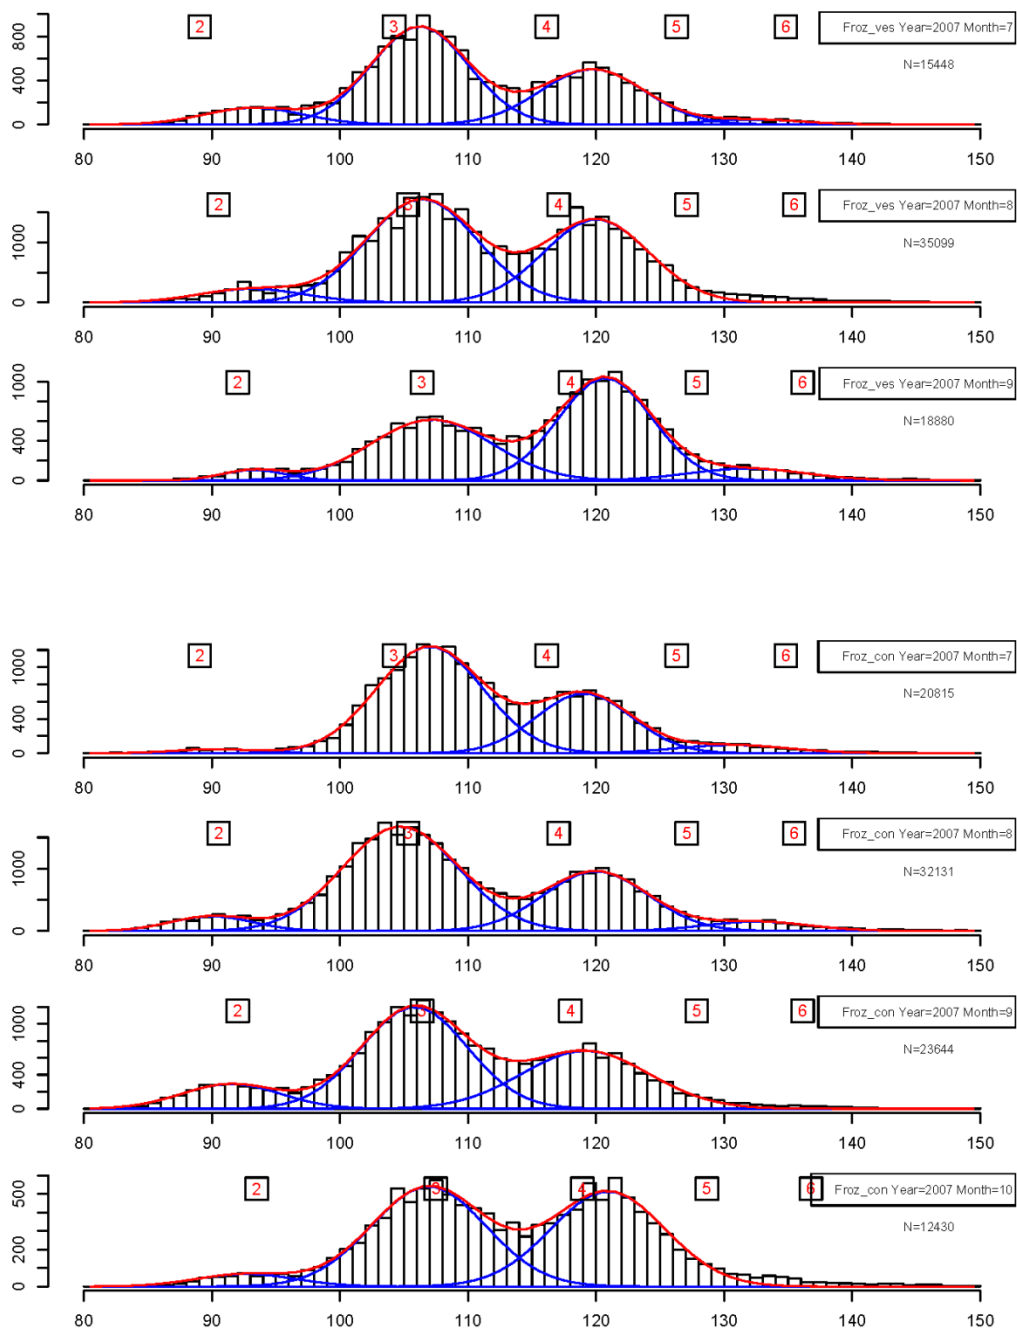 2 3 4 5 6 Froz_ves Year=2007 Month=7
N=15448
0 400 800
80 90 100 110 120 130 140 150
2 3 4 5 6 Froz_ves Year=2007 Month=8
N=35099
0 1000
80 90 100 110 120 130 140 150
2 3 4 5 6 Froz_ves Year=2007 Month=9
N=18880
0 400 1000
80 90 100 110 120 130 140 150
2 3 4 5 6 Froz_con Year=2007 Month=7
N=20815
0 400 1000
80 90 100 110 120 130 140 150
2 3 4 5 6 Froz_con Year=2007 Month=8
N=32131
0 1000
80 90 100 110 120 130 140 150
2 3 4 5 6 Froz_con Year=2007 Month=9
N=23644
0 400 1000
80 90 100 110 120 130 140 150
2 3 4 5 6 Froz_con Year=2007 Month=10
N=12430
0 200 500
80 90 100 110 120 130 140 150